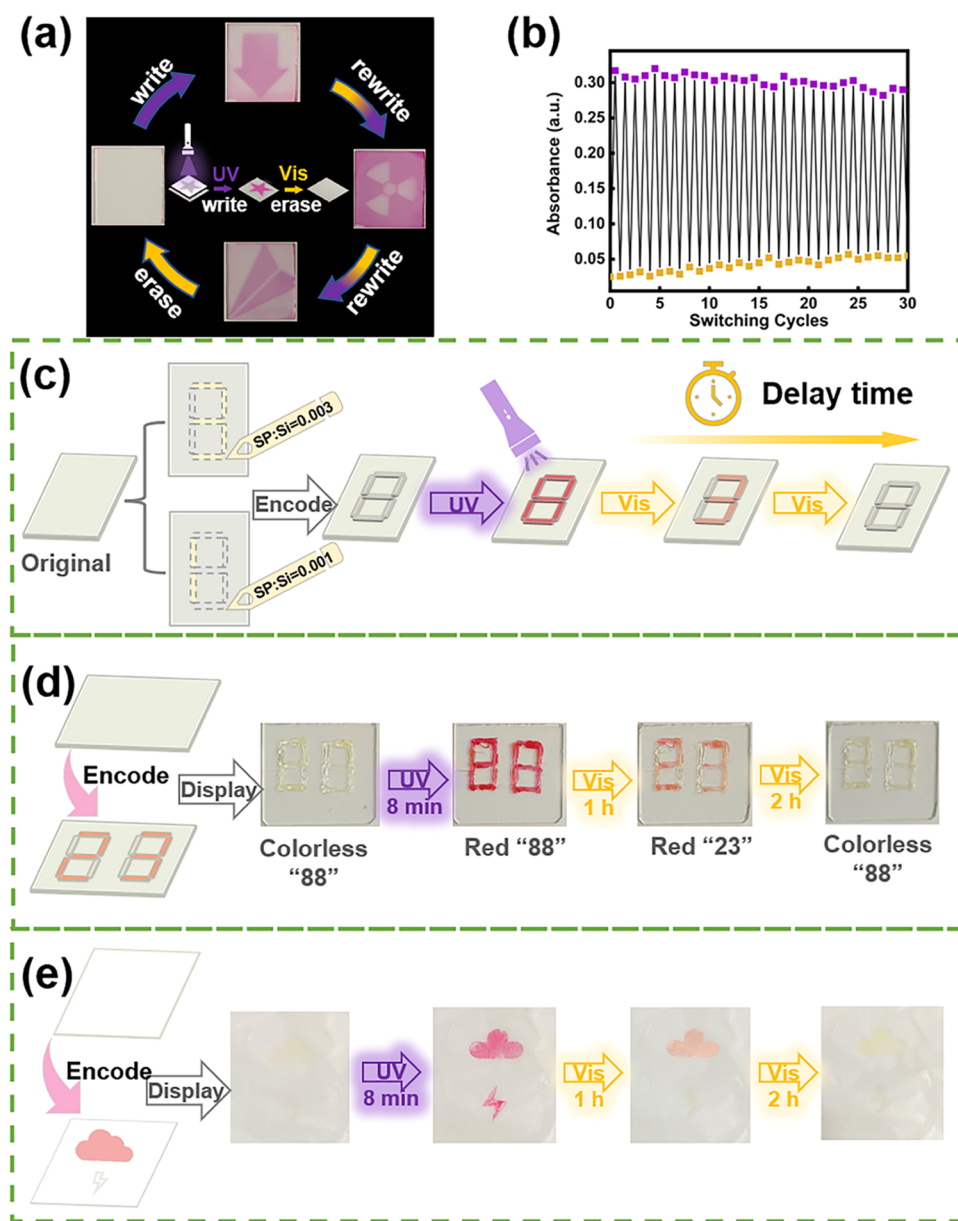 (a)
write
rewrite
UV
Vis
write
erase
erase
rewrite
(b)
Absorbance (a.u.)
0.30
0.25
0.20
0.15
0.10
0.05
0
5
10
15
20
25
30
Switching Cycles
(c)
SP:Si=0.003
Original
SP:Si=0.001
Encode
UV
Vis
Vis
Delay time
(d)
Encode
Display
UV
8 min
Vis
1 h
Vis
2 h
Colorless
“88”
Red “88”
Red “23”
Colorless
“88”
(e)
Encode
Display
UV
8 min
Vis
1 h
Vis
2 h